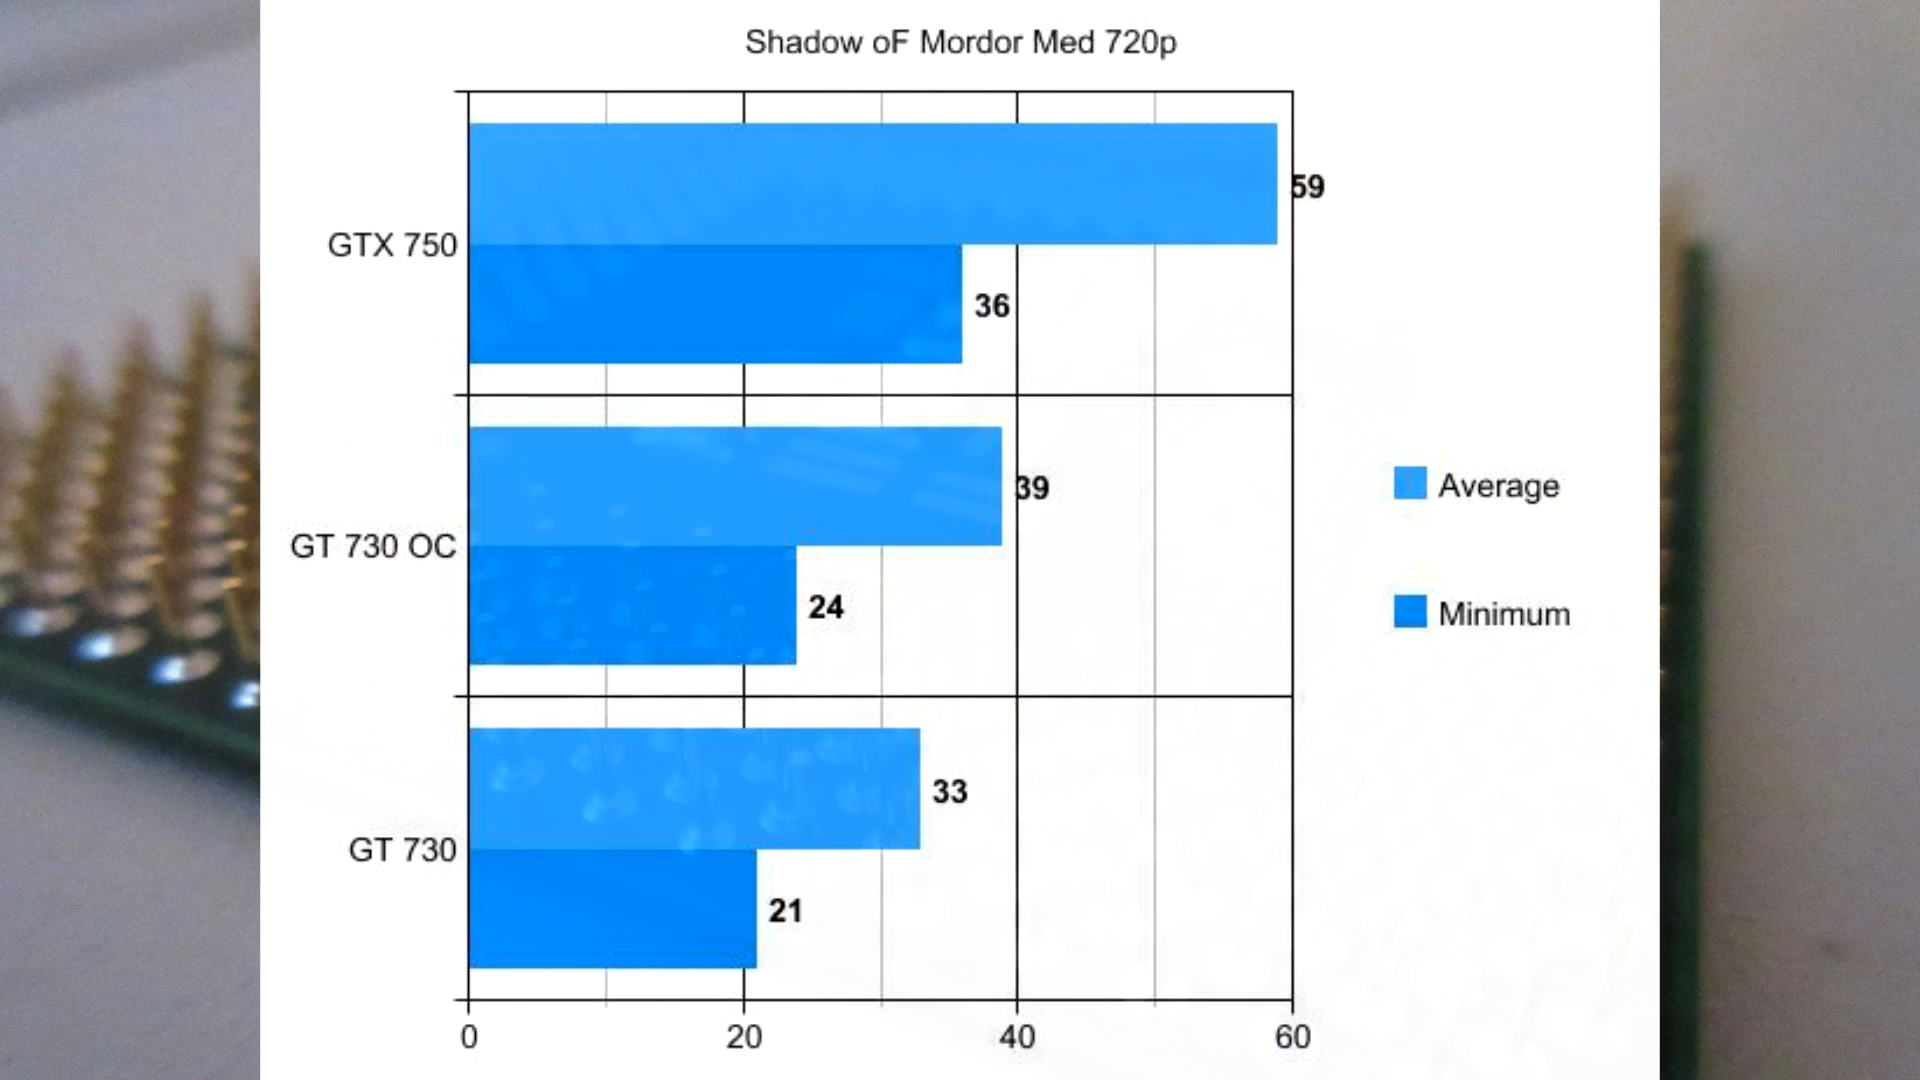 Shadow oF Mordor Med 720p
59
GTX 750
36
39
GT 730 OC
24
33
GT 730
21
Average
Minimum
0 20 40 60